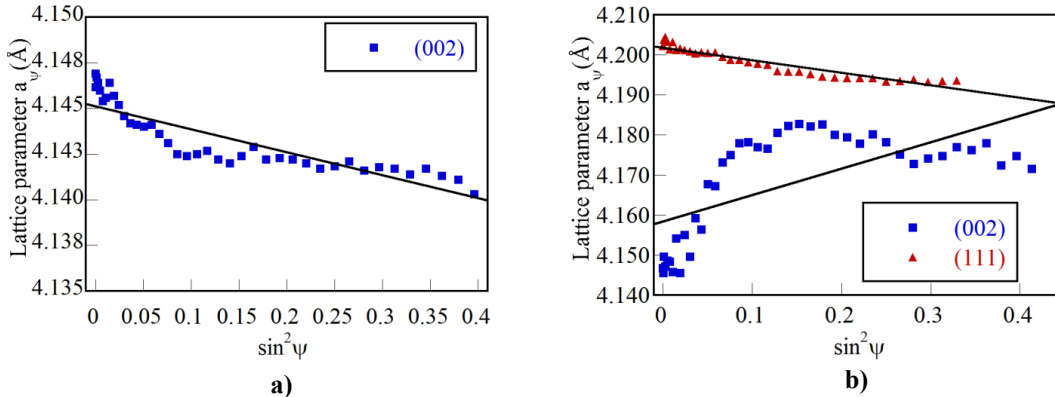 4.150
4.148
4.145
4.143
4.140
4.138
4.135
Lattice parameter aψ (Å)
(002)
0 0.05 0.1 0.15 0.2 0.25 0.3 0.35 0.4
sin²ψ
a)
4.210
4.200
4.190
4.180
4.170
4.160
4.150
4.140
Lattice parameter aψ (Å)
(002)
(111)
0 0.1 0.2 0.3 0.4
sin²ψ
b)